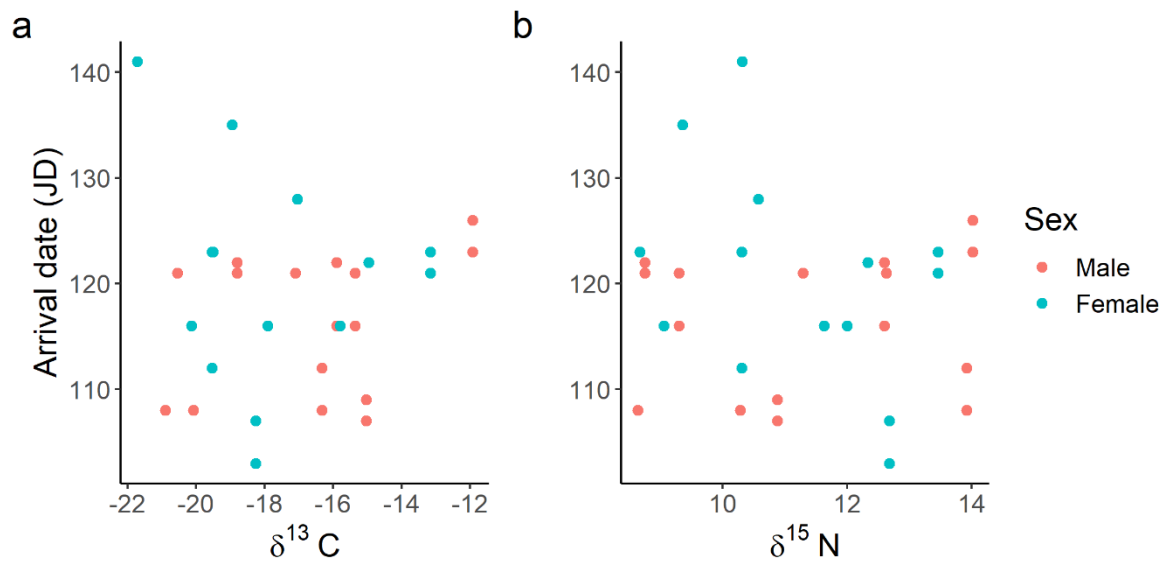 a
b
Arrival date (JD)
140
130
120
110
-22 -20 -18 -16 -14 -12
δ¹³ C
140
130
120
110
10 12 14
δ¹⁵ N
Sex
Male
Female